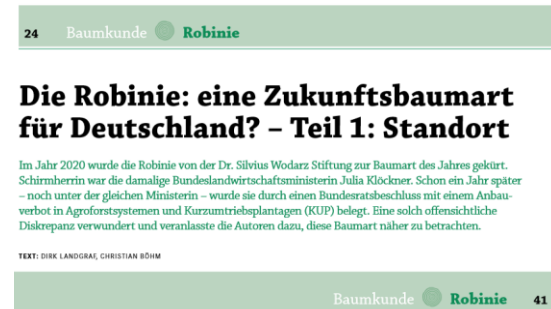 24 Baumkunde Robinie
Die Robinie: eine Zukunftsbaumart
für Deutschland? – Teil 1: Standort
Im Jahr 2020 wurde die Robinie von der Dr. Silvius Wodarz Stiftung zur Baumart des Jahres gekürt.
Schirmherrin war die damalige Bundeslandwirtschaftsministerin Julia Klöckner. Schon ein Jahr später
– noch unter der gleichen Ministerin – wurde sie durch einen Bundesratsbeschluss mit einem Anbau-
verbot in Agroforstsystemen und Kurzumtriebsplantagen (KUP) belegt. Eine solch offensichtliche
Diskrepanz verwundert und veranlasste die Autoren dazu, diese Baumart näher zu betrachten.
TEXT: DIRK LANDGRAF, CHRISTIAN BÖHM
Baumkunde Robinie 41